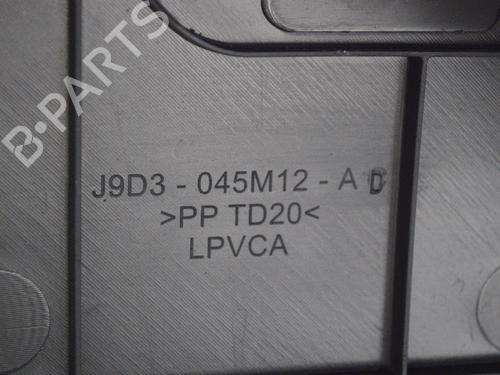 B-PARTS
J9D3 - 045M12 - A D
>PP TD20<
LPVCA